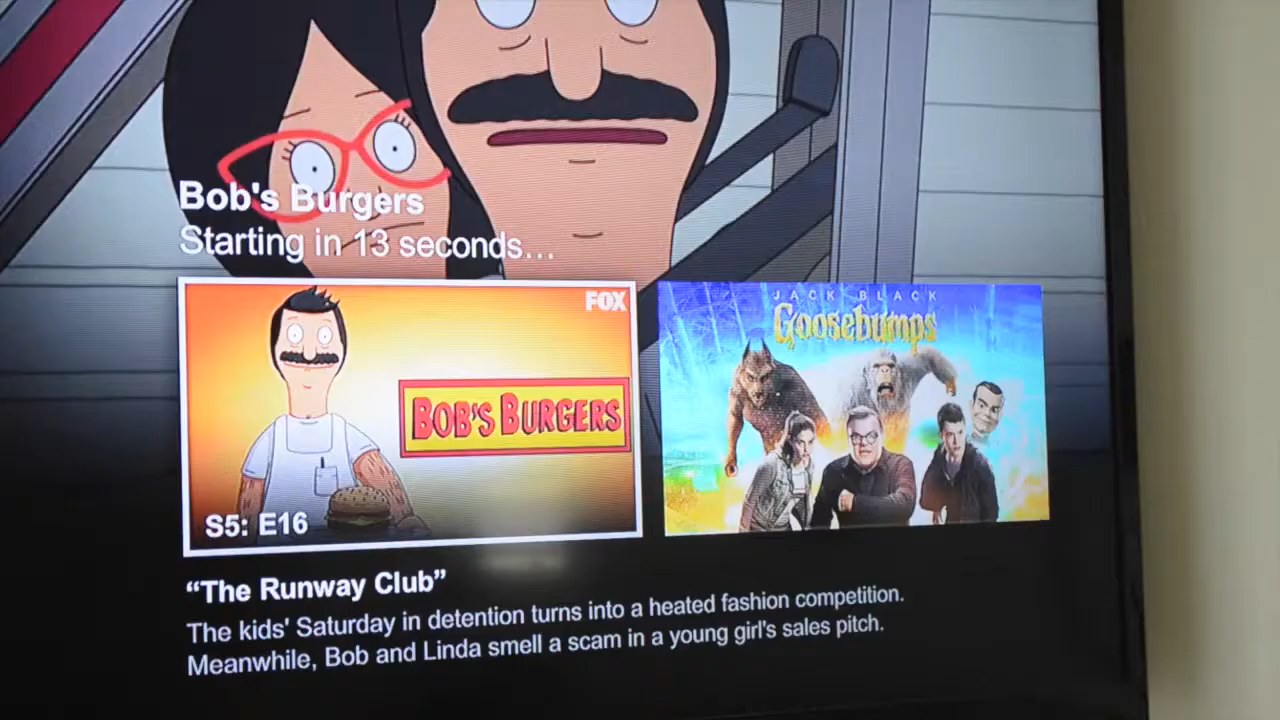 Bob's Burgers
Starting in 13 seconds...
FOX
BOB'S BURGERS
S5: E16
JACK BLACK
Goosebumps
“The Runway Club”
The kids' Saturday in detention turns into a heated fashion competition.
Meanwhile, Bob and Linda smell a scam in a young girl's sales pitch.